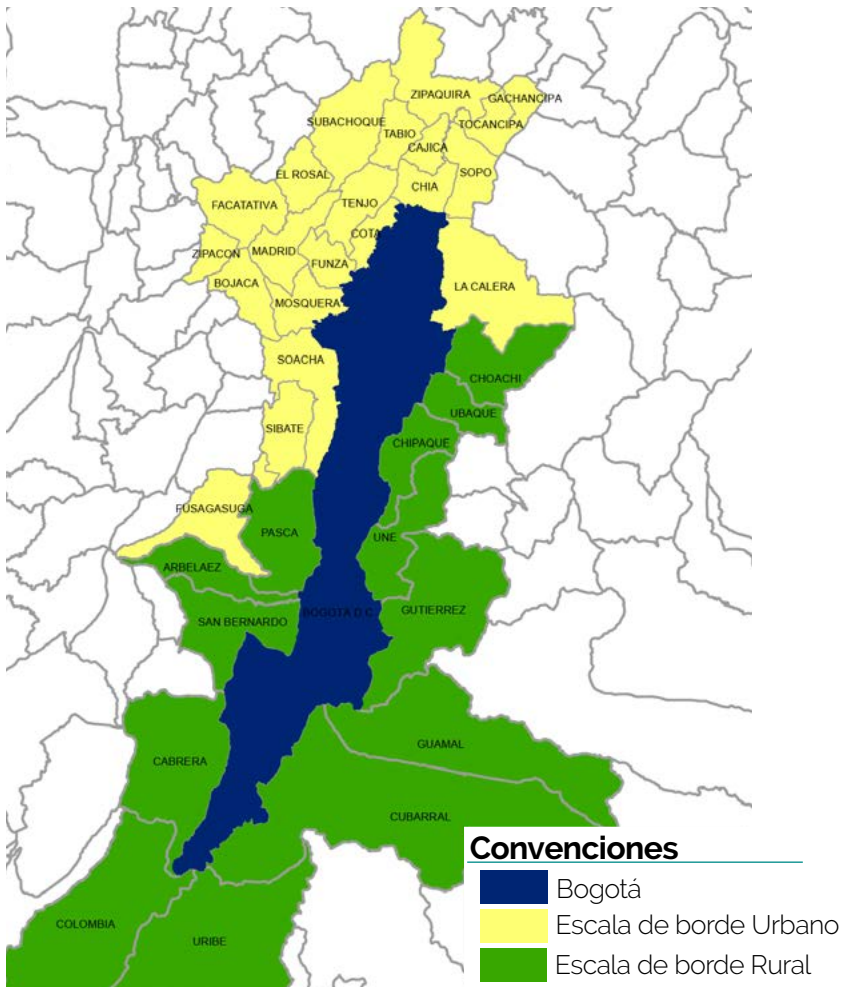 ZIPAQUIRA
GACHANCIPA
SUBACHOQUE
TOCANCIPA
TABIO
CAJICA
EL ROSAL
SOPO
CHIA
FACATATIVA
TENJO
COTA
ZIPACON
MADRID
FUNZA
BOJACA
LA CALERA
MOSQUERA
SOACHA
CHOACHI
UBAQUE
SIBATE
CHIPAQUE
FUSAGASUGA
PASCA
UNE
ARBELAEZ
BOGOTA D.C.
GUTIERREZ
SAN BERNARDO
GUAMAL
CABRERA
CUBARRAL
COLOMBIA
URIBE
Convenciones
Bogotá
Escala de borde Urbano
Escala de borde Rural